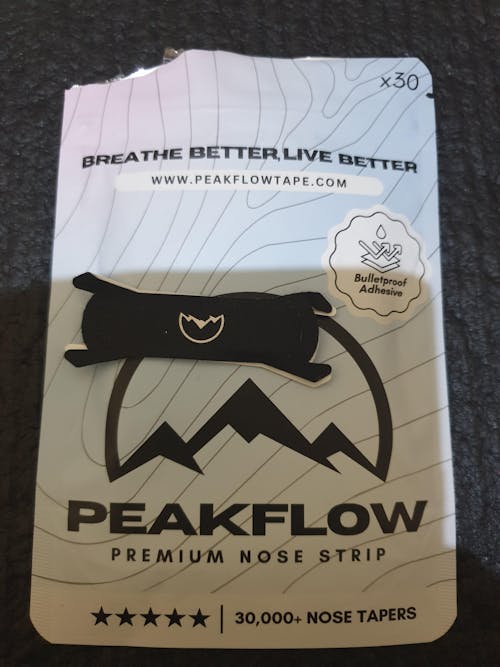 x30
BREATHE BETTER, LIVE BETTER
WWW.PEAKFLOWTAPE.COM
Bulletproof
Adhesive
PEAKFLOW
PREMIUM NOSE STRIP
★★★★★ | 30,000+ NOSE TAPERS